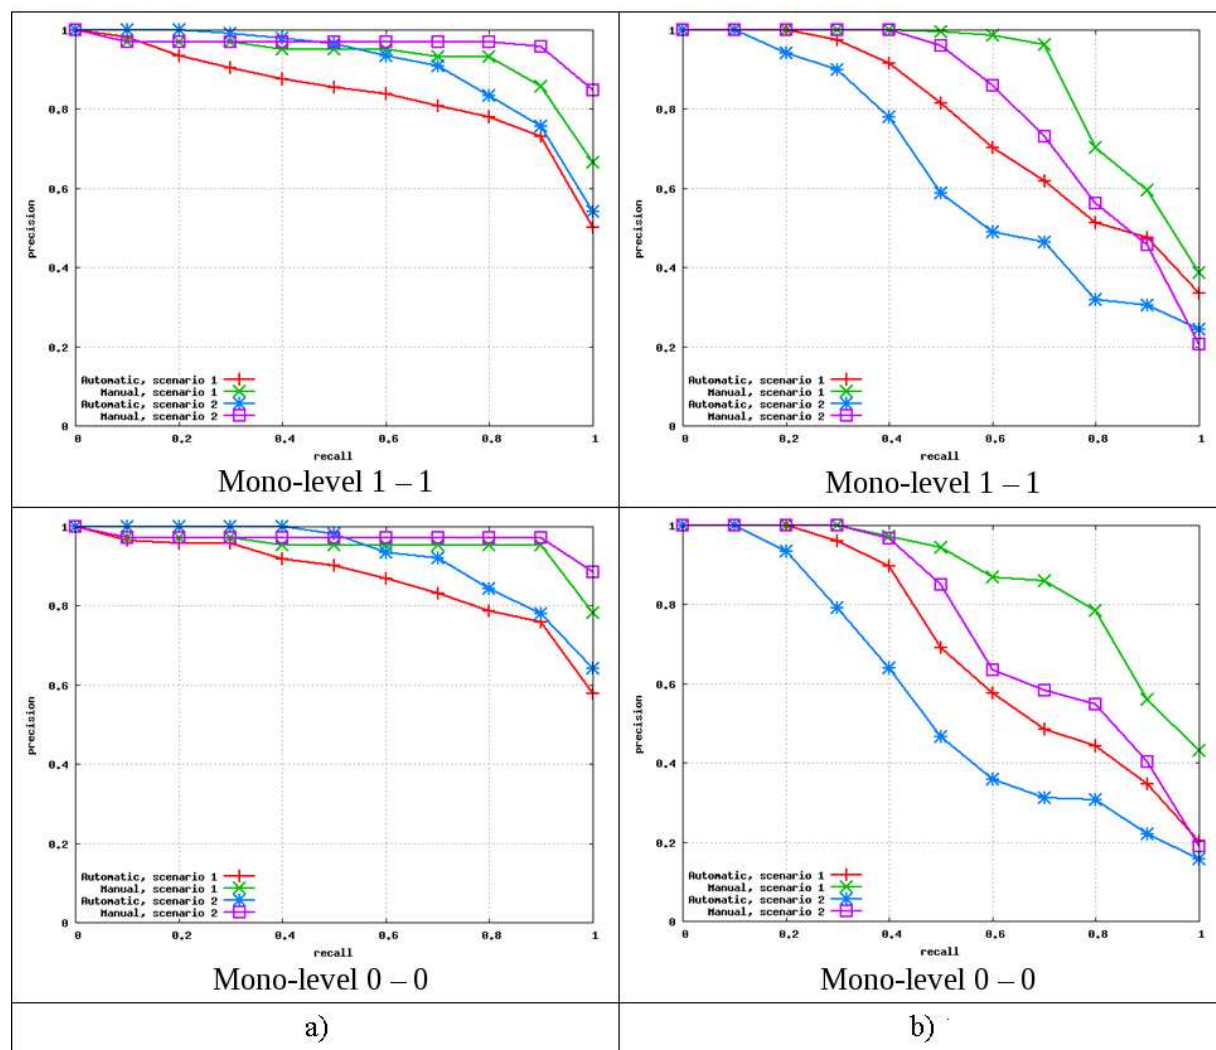 1
0.8
0.6
0.4
0.2
0
precision
Automatic, scenario 1
Manual, scenario 1
Automatic, scenario 2
Manual, scenario 2
0 0.2 0.4 0.6 0.8 1
recall
Mono-level 1 – 1
1
0.8
0.6
0.4
0.2
0
precision
Automatic, scenario 1
Manual, scenario 1
Automatic, scenario 2
Manual, scenario 2
0 0.2 0.4 0.6 0.8 1
recall
Mono-level 1 – 1
1
0.8
0.6
0.4
0.2
0
precision
Automatic, scenario 1
Manual, scenario 1
Automatic, scenario 2
Manual, scenario 2
0 0.2 0.4 0.6 0.8 1
recall
Mono-level 0 – 0
1
0.8
0.6
0.4
0.2
0
precision
Automatic, scenario 1
Manual, scenario 1
Automatic, scenario 2
Manual, scenario 2
0 0.2 0.4 0.6 0.8 1
recall
Mono-level 0 – 0
a)
b)